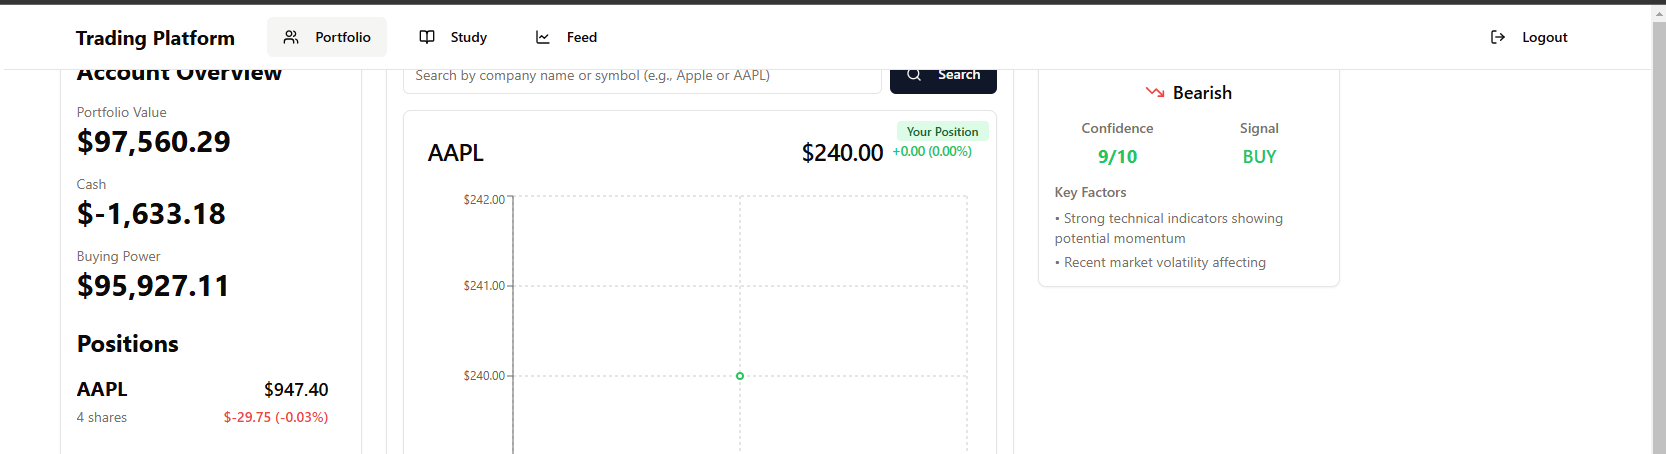 Trading Platform
Portfolio
Study
Feed
Logout
Account Overview
Portfolio Value
$97,560.29
Cash
$-1,633.18
Buying Power
$95,927.11
Positions
AAPL $947.40
4 shares $-29.75 (-0.03%)
Search by company name or symbol (e.g., Apple or AAPL)
Search
Your Position
AAPL $240.00 +0.00 (0.00%)
$242.00
$241.00
$240.00
Bearish
Confidence Signal
9/10 BUY
Key Factors
• Strong technical indicators showing
potential momentum
• Recent market volatility affecting